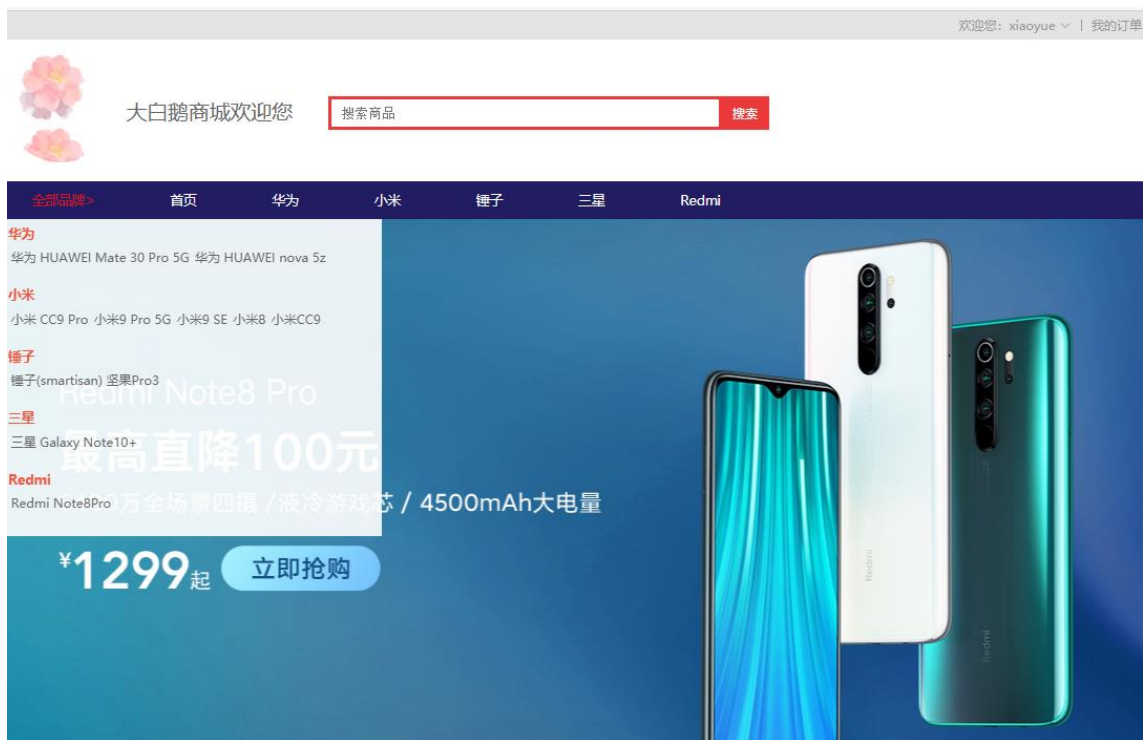 欢迎您：xiaoyue | 我的订单
大白鹅商城欢迎您
搜索商品 搜索
全部品牌> 首页 华为 小米 锤子 三星 Redmi
华为
华为 HUAWEI Mate 30 Pro 5G 华为 HUAWEI nova 5z
小米
小米 CC9 Pro 小米9 Pro 5G 小米9 SE 小米8 小米CC9
锤子
锤子(smartisan) 坚果Pro3
Redmi Note8 Pro
三星
三星 Galaxy Note10+
最高直降100元
Redmi
Redmi Note8Pro
万全场景四摄 / 液冷游戏芯 / 4500mAh大电量
¥1299起 立即抢购
Redmi
Redmi